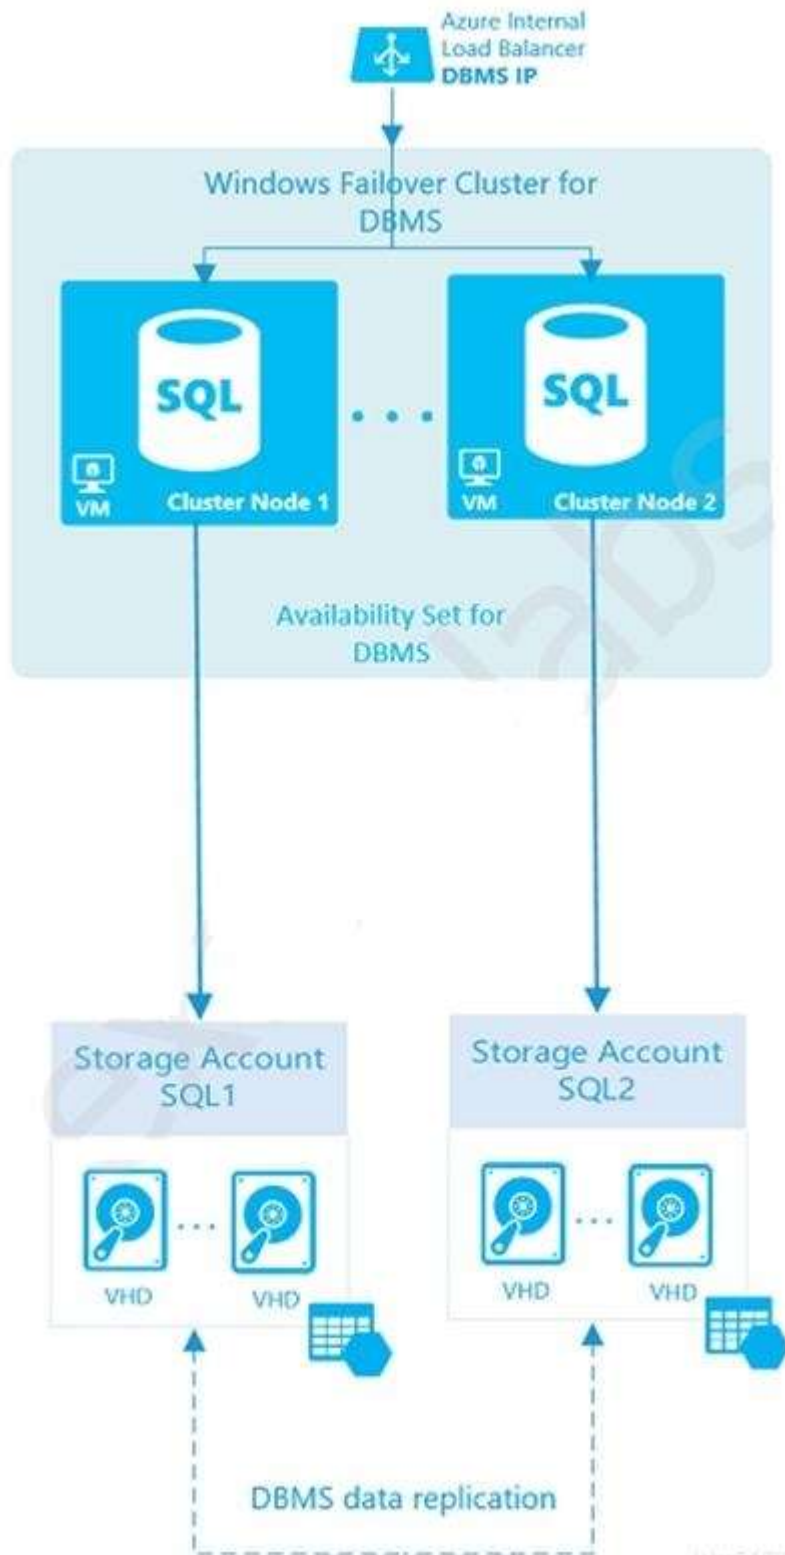 Azure Internal
Load Balancer
DBMS IP
Windows Failover Cluster for
DBMS
SQL
SQL
VM
Cluster Node 1
VM
Cluster Node 2
Availability Set for
DBMS
Storage Account
SQL1
Storage Account
SQL2
VHD
VHD
VHD
VHD
DBMS data replication